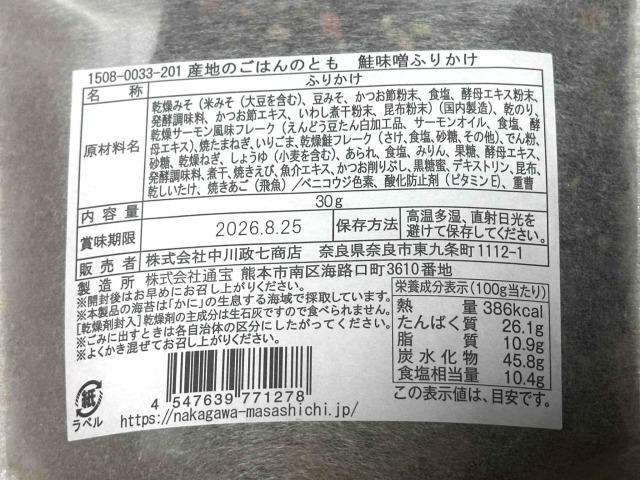 1508-0033-201 産地のごはんのとも 鮭味噌ふりかけ
名 称 ふりかけ
原材料名 乾燥みそ（米みそ（大豆を含む）、豆みそ、かつお節粉末、食塩、酵母エキス粉末、
発酵調味料、かつお節エキス、いわし煮干粉末、昆布粉末）（国内製造）、乾のり、
乾燥サーモン風味フレーク（えんどう豆たん白加工品、サーモンオイル、食塩、酵
母エキス）、焼たまねぎ、いりごま、乾燥鮭フレーク（さけ、食塩、砂糖、その他）、でん粉、
砂糖、乾燥ねぎ、しょうゆ（小麦を含む）、あられ、食塩、みりん、果糖、酵母エキス、
発酵調味料、煮干、焼きえび、魚介エキス、かつお削りぶし、黒糖蜜、デキストリン、昆布、
乾しいたけ、焼きあご（飛魚）／ベニコウジ色素、酸化防止剤（ビタミンE）、重曹
内 容 量 30g
賞味期限 2026.8.25 保存方法 高温多湿、直射日光を
避けて保存してください。
販 売 者 株式会社中川政七商店 奈良県奈良市東九条町1112-1
製 造 所 株式会社通宝 熊本市南区海路口町3610番地
※開封後はお早めにお召し上がりください。
※本製品の海苔は「かに」の生息する海域で採取しています。
[乾燥剤封入]乾燥剤の主成分は生石灰ですので食べられません。
※ごみに出すときは各自治体の区分にしたがってください。
※よくかき混ぜてお召し上がりください。
栄養成分表示（100g当たり）
熱 量 386kcal
たんぱく質 26.1g
脂 質 10.9g
炭水化物 45.8g
食塩相当量 10.4g
この表示値は、目安です。
紙
ラベル
4 547639 771278
https://nakagawa-masashichi.jp/